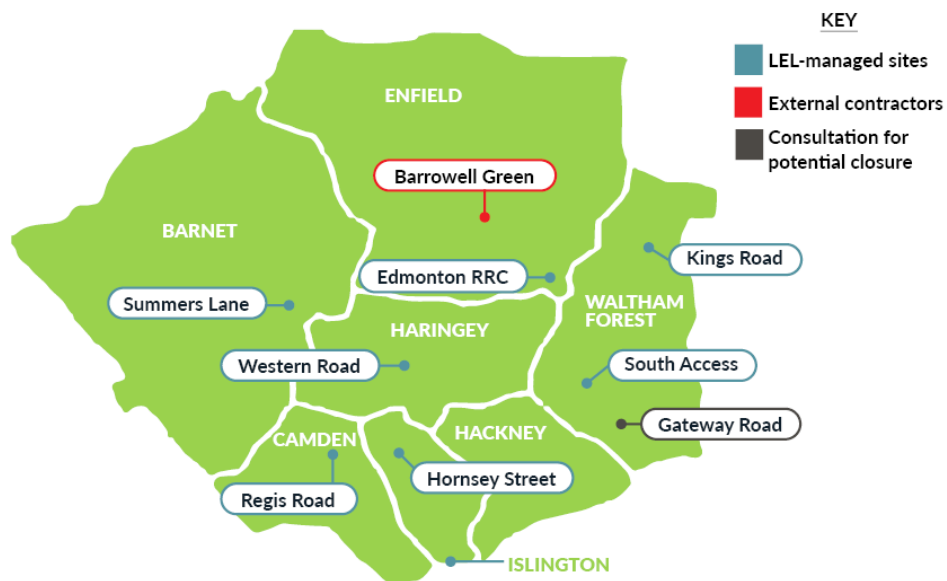 KEY
LEL-managed sites
External contractors
Consultation for
potential closure
ENFIELD
Barrowell Green
BARNET
Kings Road
Edmonton RRC
Summers Lane
WALTHAM
FOREST
HARINGEY
Western Road
South Access
Gateway Road
CAMDEN
HACKNEY
Hornsey Street
Regis Road
ISLINGTON